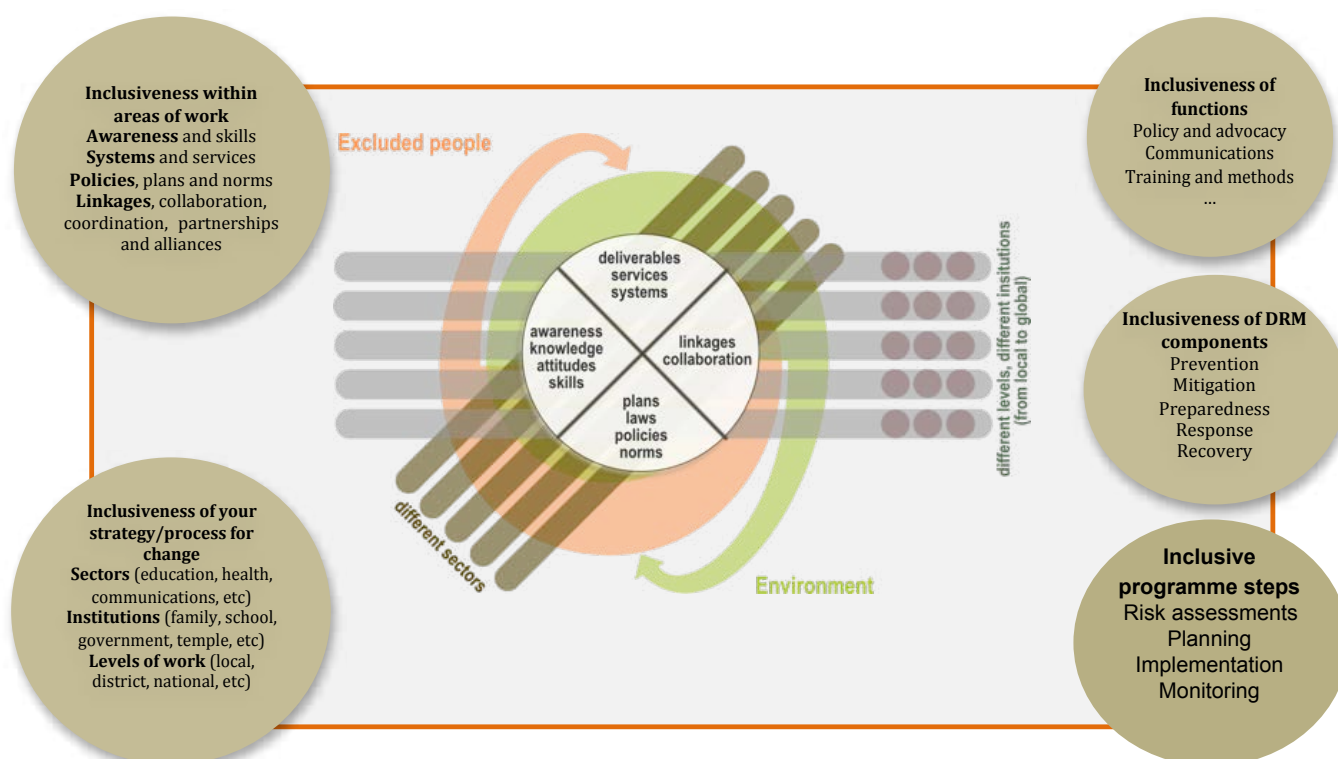 Inclusiveness within
areas of work
Awareness and skills
Systems and services
Policies, plans and norms
Linkages, collaboration,
coordination, partnerships
and alliances
Inclusiveness of
functions
Policy and advocacy
Communications
Training and methods
...
Excluded people
deliverables
services
systems
awareness
knowledge
attitudes
skills
linkages
collaboration
plans
laws
policies
norms
different sectors
Environment
different levels, different insitutions
(from local to global)
Inclusiveness of DRM
components
Prevention
Mitigation
Preparedness
Response
Recovery
Inclusiveness of your
strategy/process for
change
Sectors (education, health,
communications, etc)
Institutions (family, school,
government, temple, etc)
Levels of work (local,
district, national, etc)
Inclusive
programme steps
Risk assessments
Planning
Implementation
Monitoring